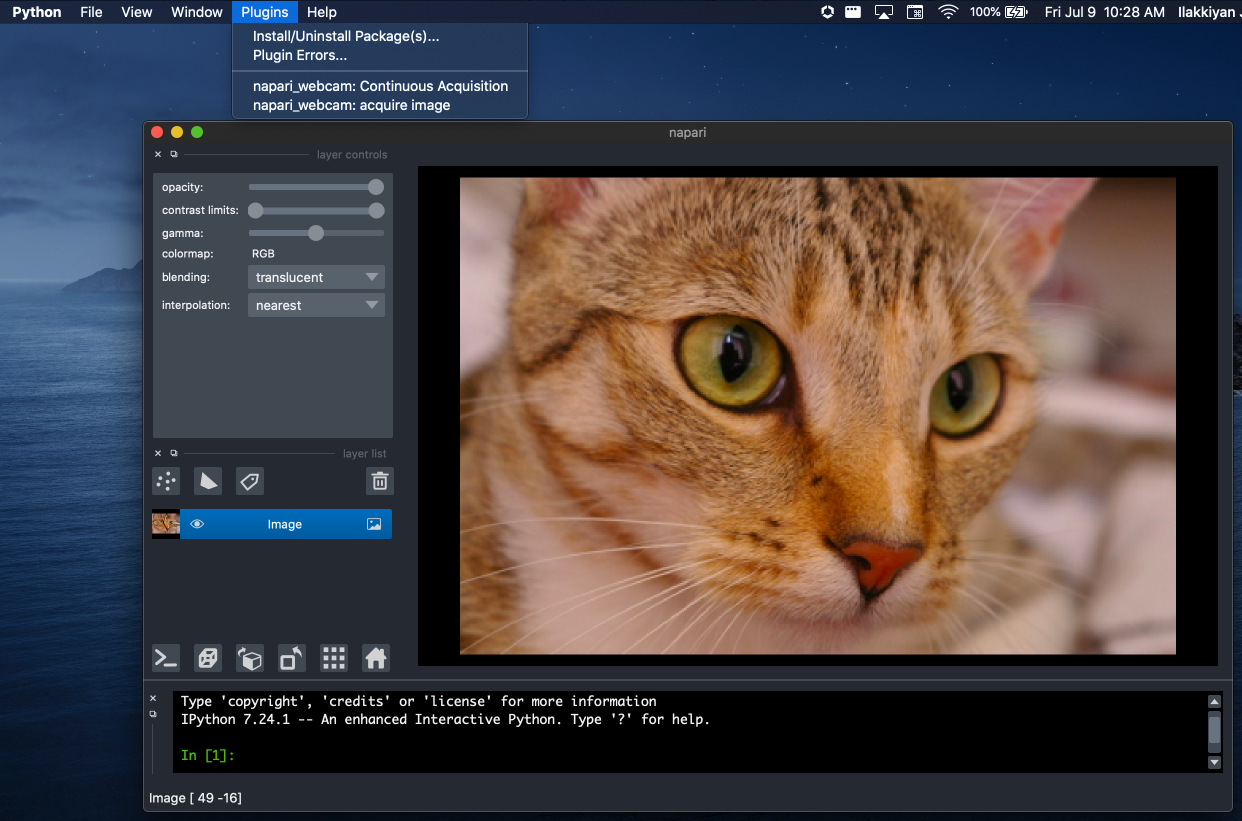 Python File View Window Plugins Help 100% Fri Jul 9 10:28 AM Ilakkiyan
Install/Uninstall Package(s)...
Plugin Errors...
napari_webcam: Continuous Acquisition
napari_webcam: acquire image
napari
layer controls
opacity:
contrast limits:
gamma:
colormap: RGB
blending: translucent
interpolation: nearest
layer list
Image
Type 'copyright', 'credits' or 'license' for more information
IPython 7.24.1 -- An enhanced Interactive Python. Type '?' for help.
In [1]:
Image [ 49 -16]